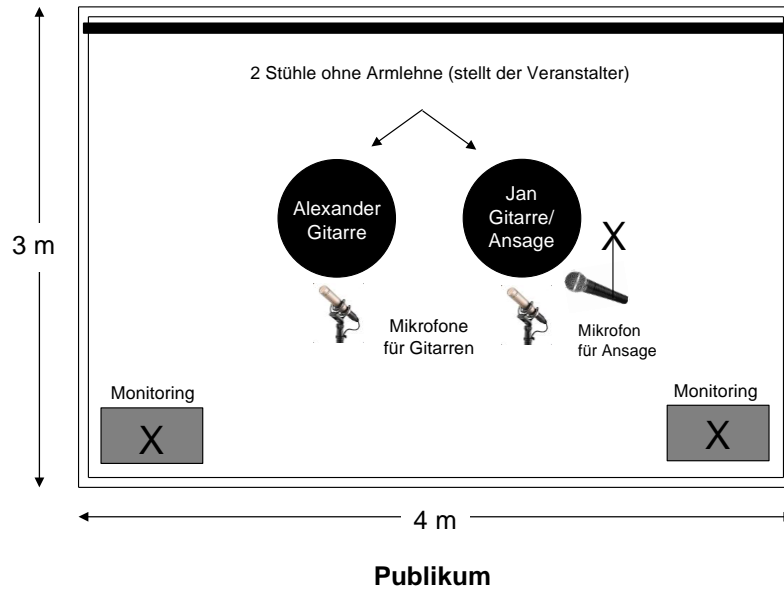 2 Stühle ohne Armlehne (stellt der Veranstalter)
Alexander
Gitarre
Jan
Gitarre/
Ansage
X
3 m
Mikrofone
für Gitarren
Mikrofon
für Ansage
Monitoring
X
Monitoring
X
4 m
Publikum